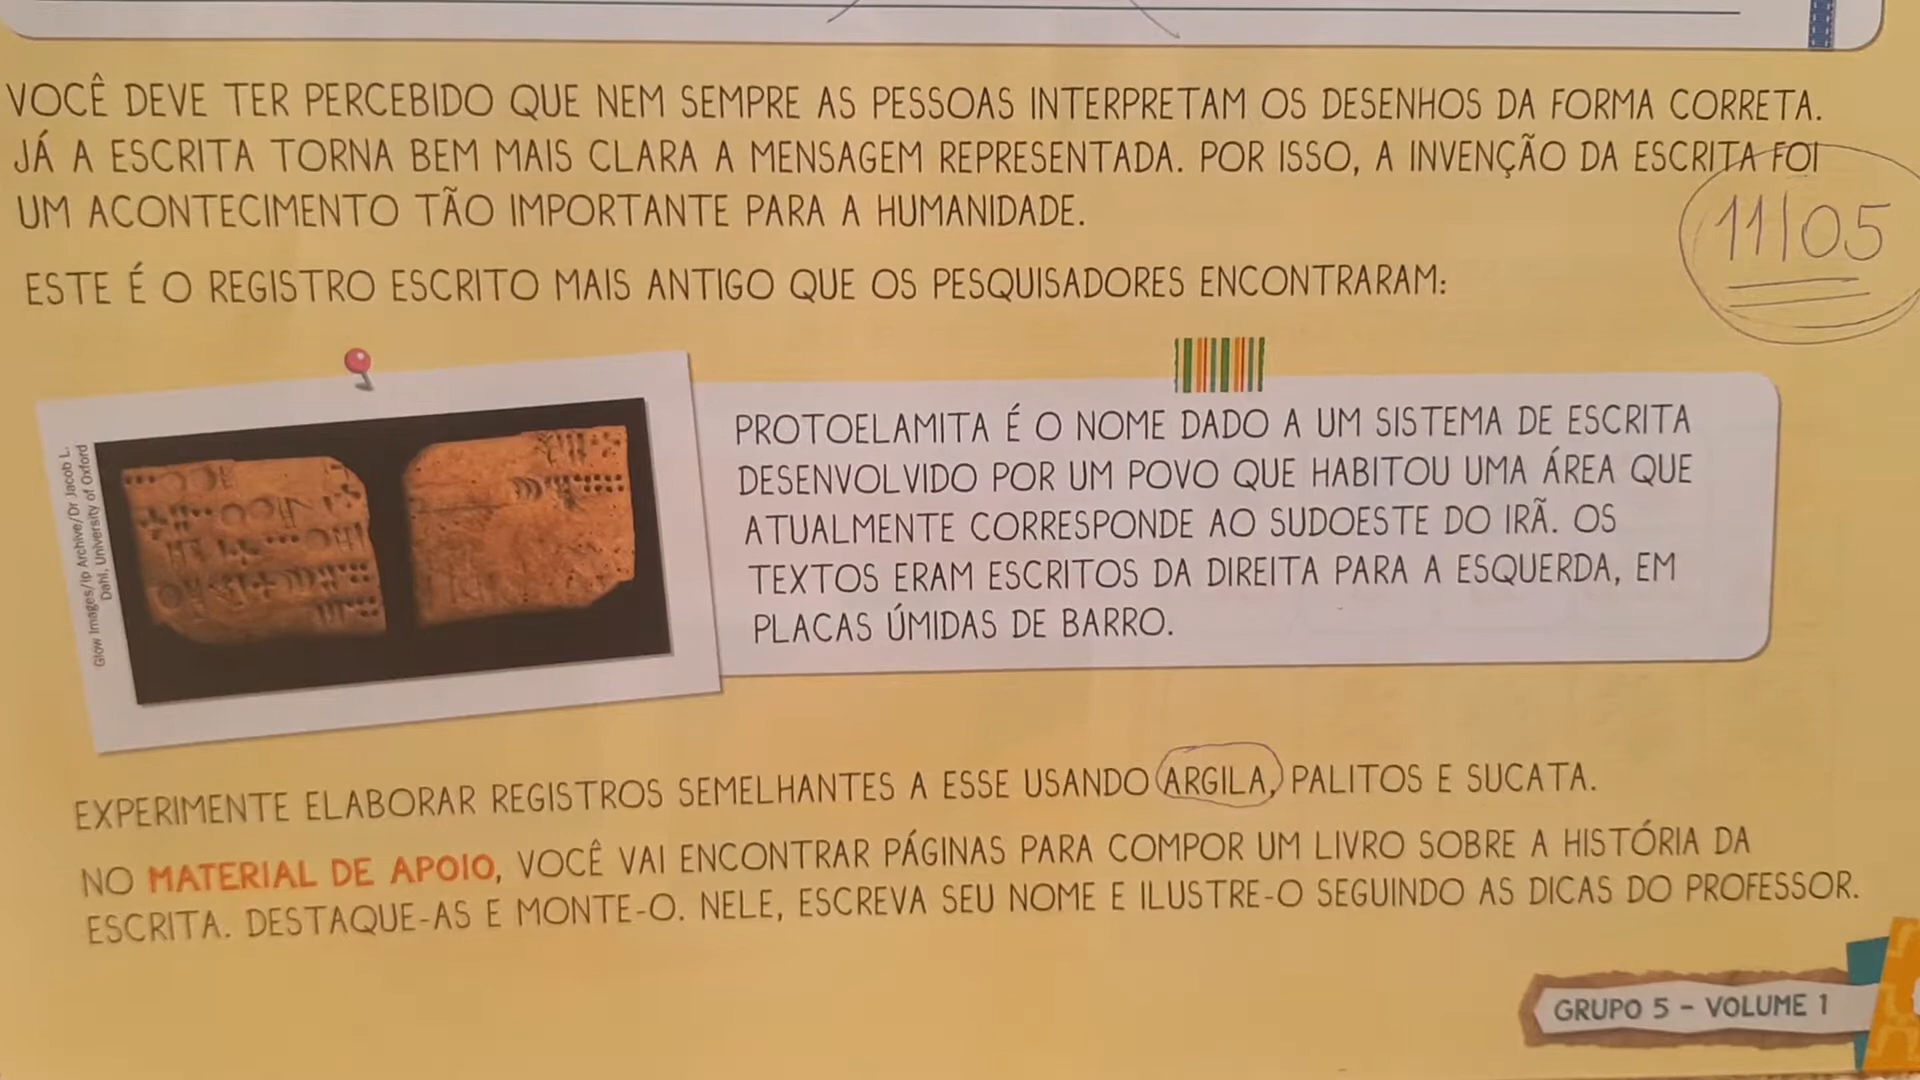 VOCÊ DEVE TER PERCEBIDO QUE NEM SEMPRE AS PESSOAS INTERPRETAM OS DESENHOS DA FORMA CORRETA.
JÁ A ESCRITA TORNA BEM MAIS CLARA A MENSAGEM REPRESENTADA. POR ISSO, A INVENÇÃO DA ESCRITA FOI
UM ACONTECIMENTO TÃO IMPORTANTE PARA A HUMANIDADE.
11/05
ESTE É O REGISTRO ESCRITO MAIS ANTIGO QUE OS PESQUISADORES ENCONTRARAM:
Glow Images/Ip Archive/Dr Jacob L.
Dahl, University of Oxford
PROTOELAMITA É O NOME DADO A UM SISTEMA DE ESCRITA
DESENVOLVIDO POR UM POVO QUE HABITOU UMA ÁREA QUE
ATUALMENTE CORRESPONDE AO SUDOESTE DO IRÃ. OS
TEXTOS ERAM ESCRITOS DA DIREITA PARA A ESQUERDA, EM
PLACAS ÚMIDAS DE BARRO.
EXPERIMENTE ELABORAR REGISTROS SEMELHANTES A ESSE USANDO ARGILA, PALITOS E SUCATA.
NO MATERIAL DE APOIO, VOCÊ VAI ENCONTRAR PÁGINAS PARA COMPOR UM LIVRO SOBRE A HISTÓRIA DA
ESCRITA. DESTAQUE-AS E MONTE-O. NELE, ESCREVA SEU NOME E ILUSTRE-O SEGUINDO AS DICAS DO PROFESSOR.
GRUPO 5 - VOLUME 1